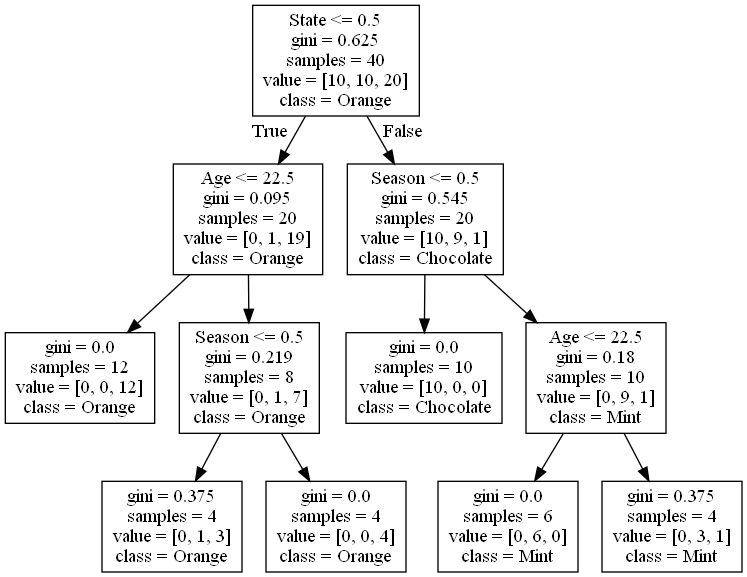 State <= 0.5
gini = 0.625
samples = 40
value = [10, 10, 20]
class = Orange
True
False
Age <= 22.5
gini = 0.095
samples = 20
value = [0, 1, 19]
class = Orange
Season <= 0.5
gini = 0.545
samples = 20
value = [10, 9, 1]
class = Chocolate
gini = 0.0
samples = 12
value = [0, 0, 12]
class = Orange
Season <= 0.5
gini = 0.219
samples = 8
value = [0, 1, 7]
class = Orange
gini = 0.0
samples = 10
value = [10, 0, 0]
class = Chocolate
Age <= 22.5
gini = 0.18
samples = 10
value = [0, 9, 1]
class = Mint
gini = 0.375
samples = 4
value = [0, 1, 3]
class = Orange
gini = 0.0
samples = 4
value = [0, 0, 4]
class = Orange
gini = 0.0
samples = 6
value = [0, 6, 0]
class = Mint
gini = 0.375
samples = 4
value = [0, 3, 1]
class = Mint